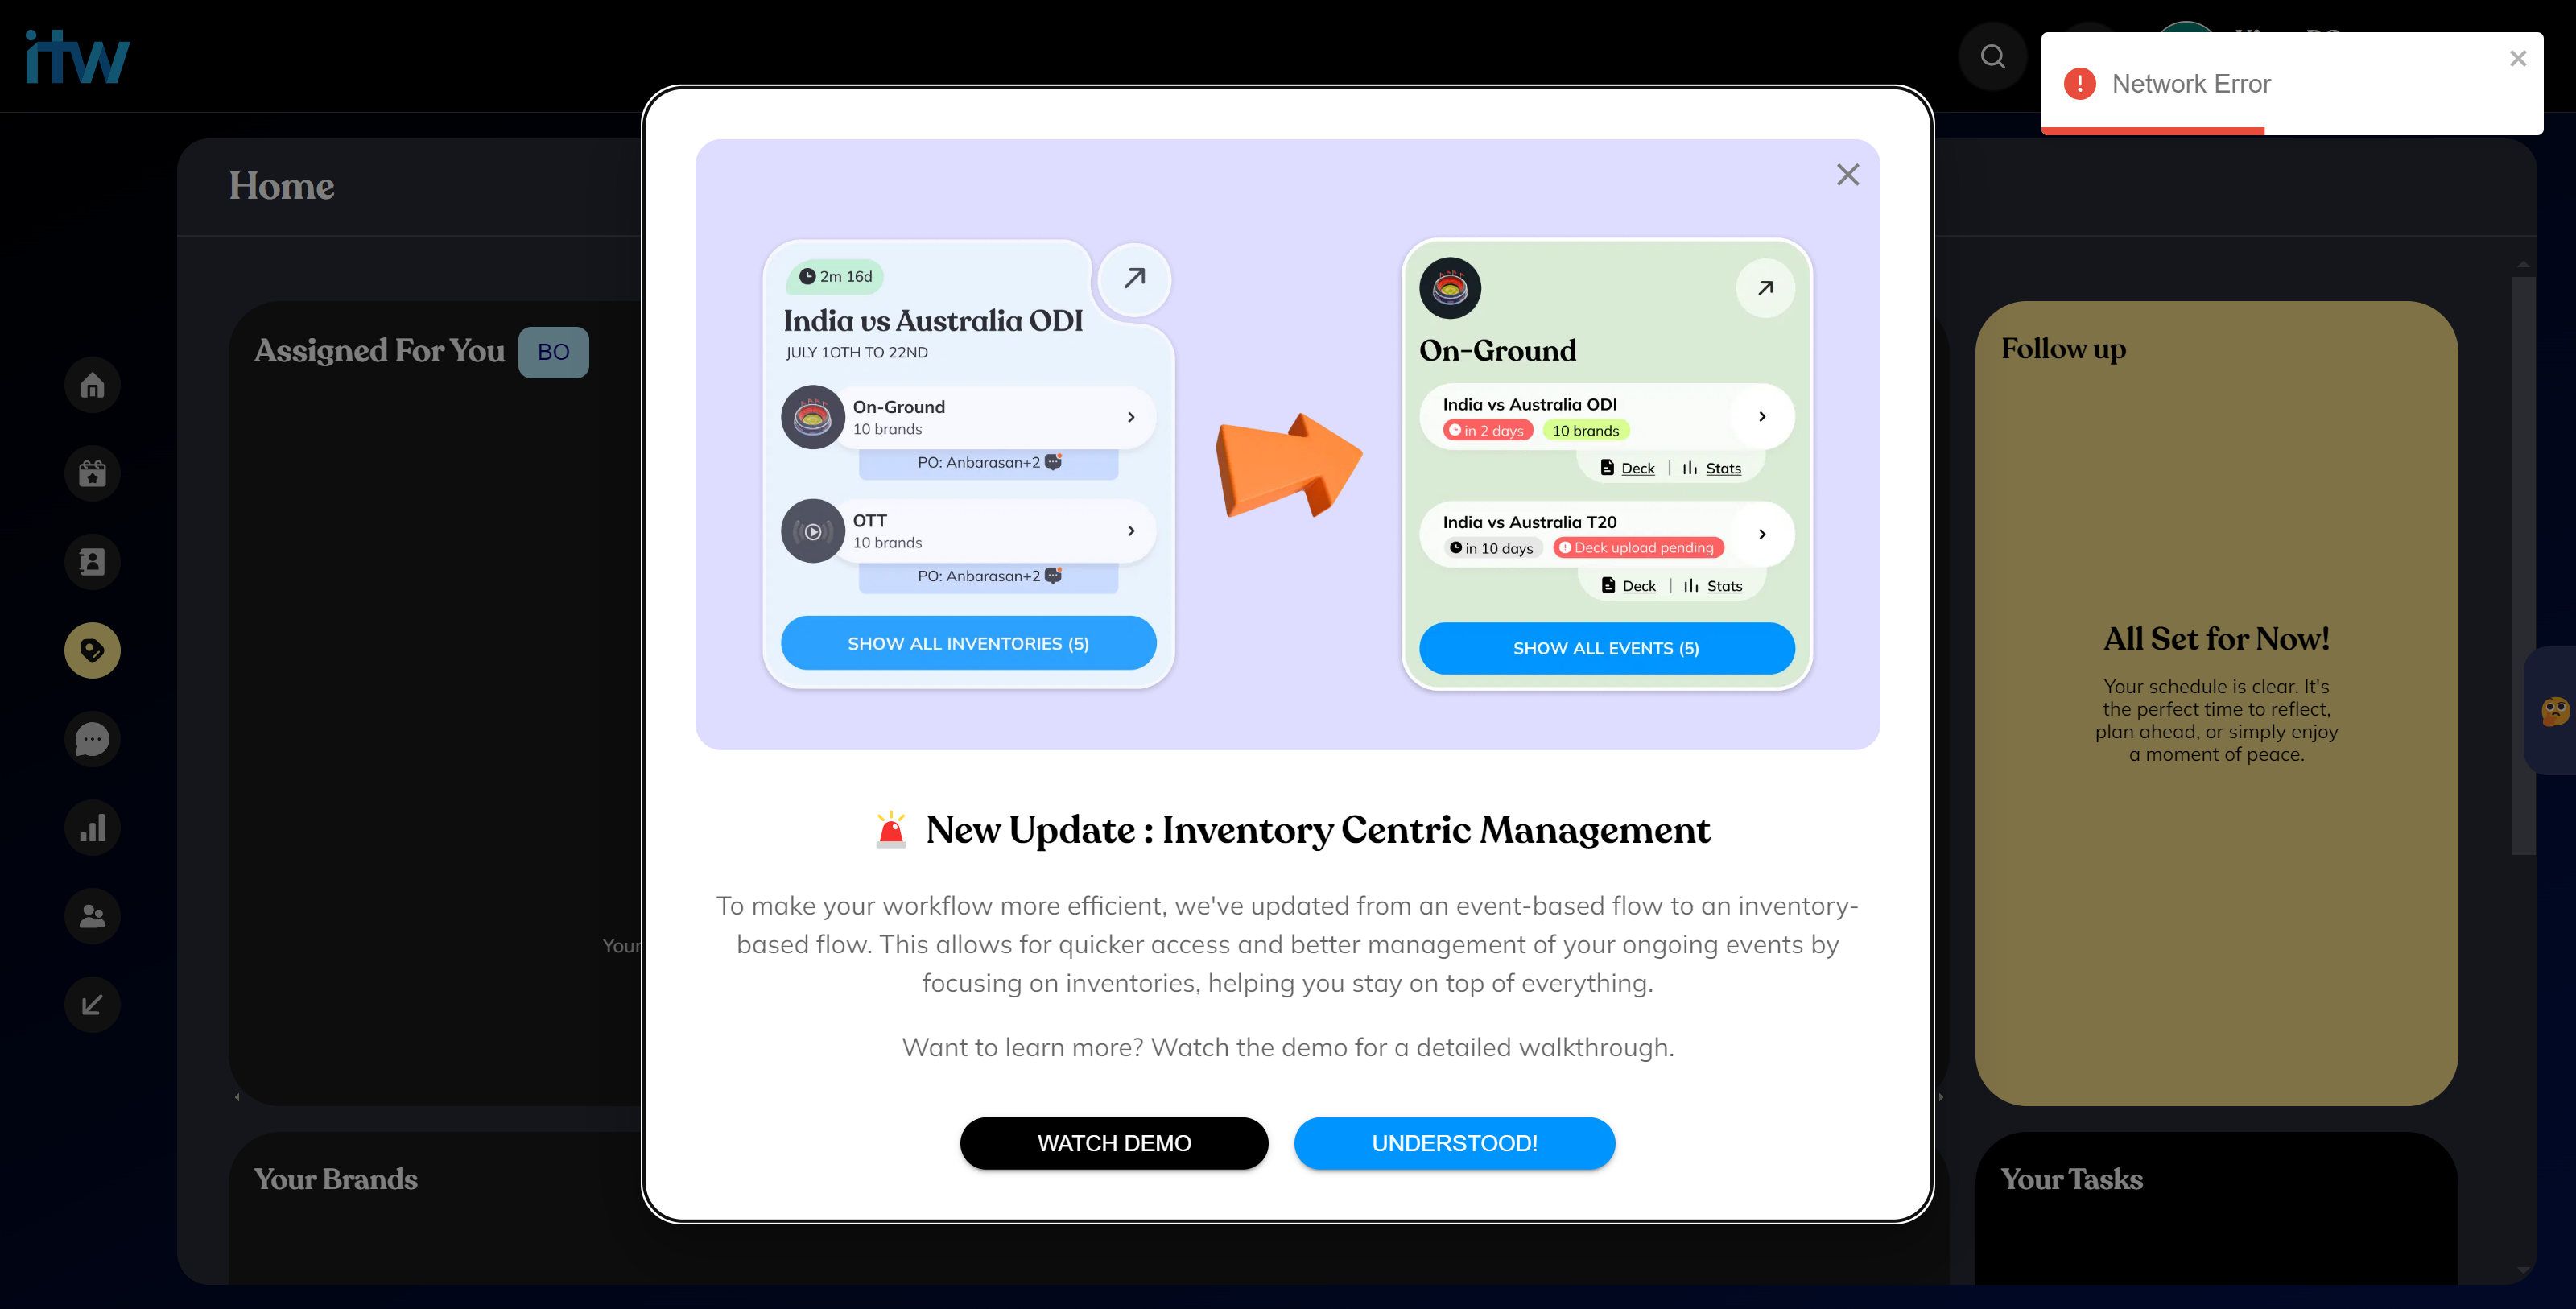 itw
Network Error
Home
Assigned For You
BO
Your
Your Brands
2m 16d
India vs Australia ODI
JULY 10TH TO 22ND
On-Ground
10 brands
PO: Anbarasan+2
OTT
10 brands
PO: Anbarasan+2
SHOW ALL INVENTORIES (5)
On-Ground
India vs Australia ODI
in 2 days
10 brands
Deck | Stats
India vs Australia T20
in 10 days
Deck upload pending
Deck | Stats
SHOW ALL EVENTS (5)
New Update : Inventory Centric Management
To make your workflow more efficient, we've updated from an event-based flow to an inventory-
based flow. This allows for quicker access and better management of your ongoing events by
focusing on inventories, helping you stay on top of everything.
Want to learn more? Watch the demo for a detailed walkthrough.
WATCH DEMO
UNDERSTOOD!
Follow up
All Set for Now!
Your schedule is clear. It's
the perfect time to reflect,
plan ahead, or simply enjoy
a moment of peace.
Your Tasks